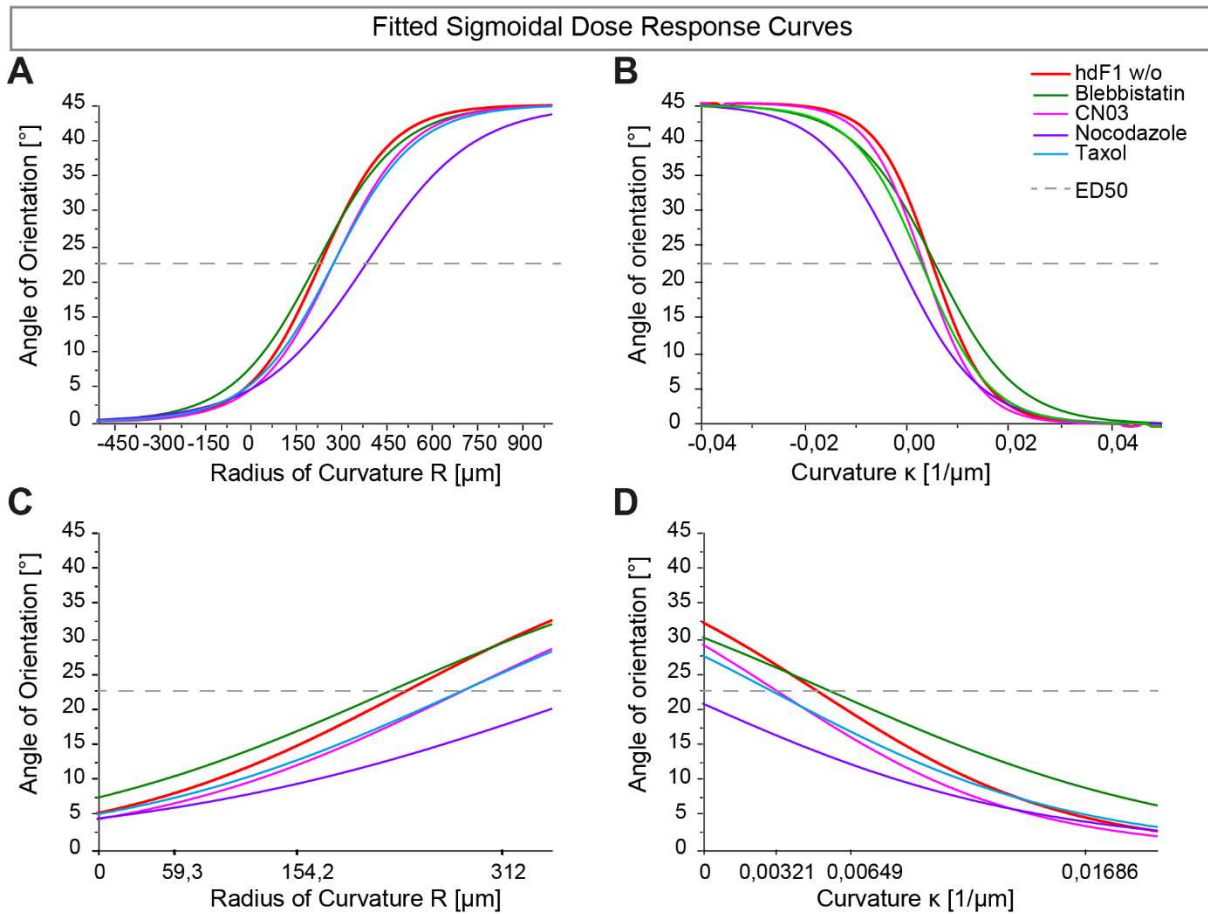 Fitted Sigmoidal Dose Response Curves
A
Angle of Orientation [°]
45
40
35
30
25
20
15
10
5
0
-450 -300 -150 0 150 300 450 600 750 900
Radius of Curvature R [µm]
B
Angle of Orientation [°]
45
40
35
30
25
20
15
10
5
0
-0,04 -0,02 0,00 0,02 0,04
Curvature κ [1/µm]
hdF1 w/o
Blebbistatin
CN03
Nocodazole
Taxol
ED50
C
Angle of Orientation [°]
45
40
35
30
25
20
15
10
5
0
0 59,3 154,2 312
Radius of Curvature R [µm]
D
Angle of orientation [°]
45
40
35
30
25
20
15
10
5
0
0 0,00321 0,00649 0,01686
Curvature κ [1/µm]